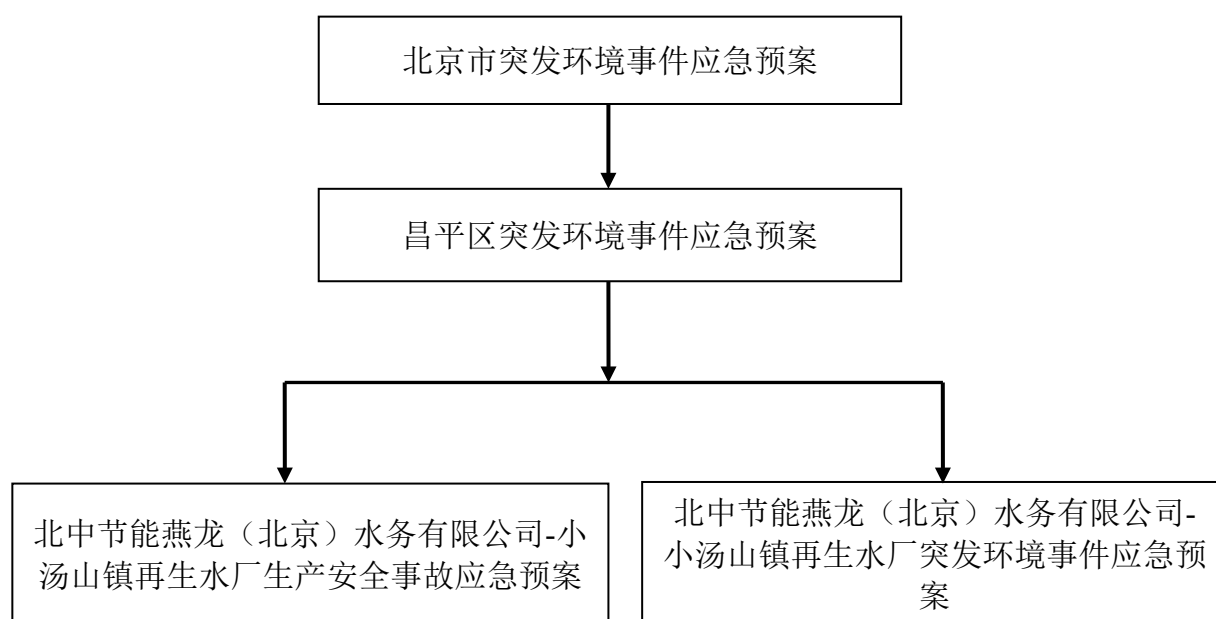 北京市突发环境事件应急预案
昌平区突发环境事件应急预案
北中节能燕龙（北京）水务有限公司-小
汤山镇再生水厂生产安全事故应急预案
北中节能燕龙（北京）水务有限公司-
小汤山镇再生水厂突发环境事件应急预
案